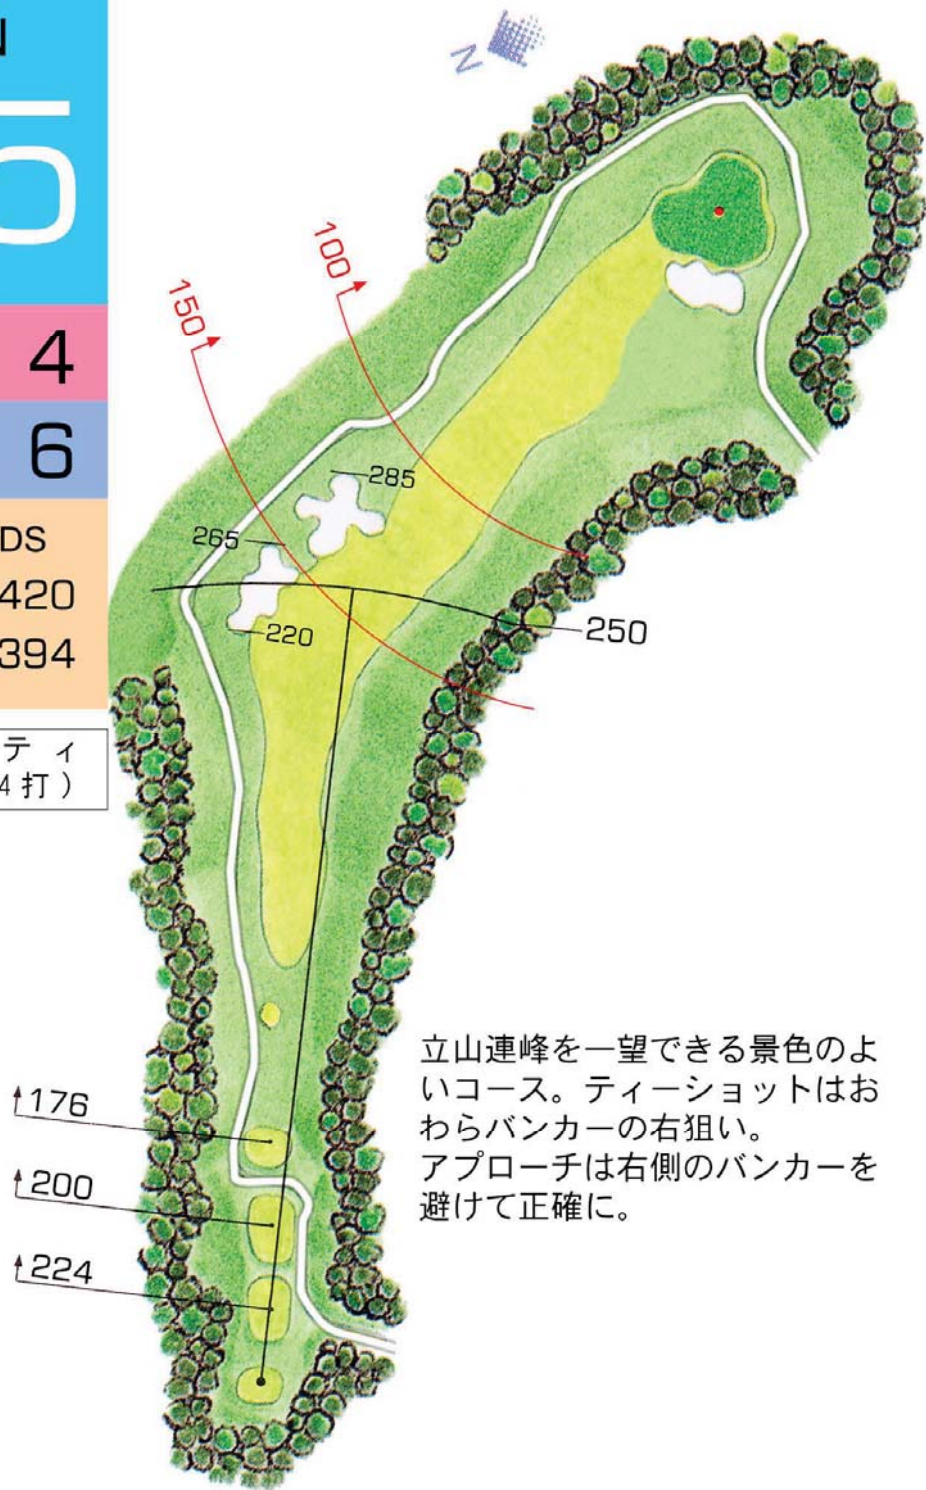 N
4
6
DS
420
394
ティ
4打)
N
100
150
285
265
220
250
176
200
224
立山連峰を一望できる景色のよ
いコース。ティーショットはお
わらバンカーの右狙い。
アプローチは右側のバンカーを
避けて正確に。